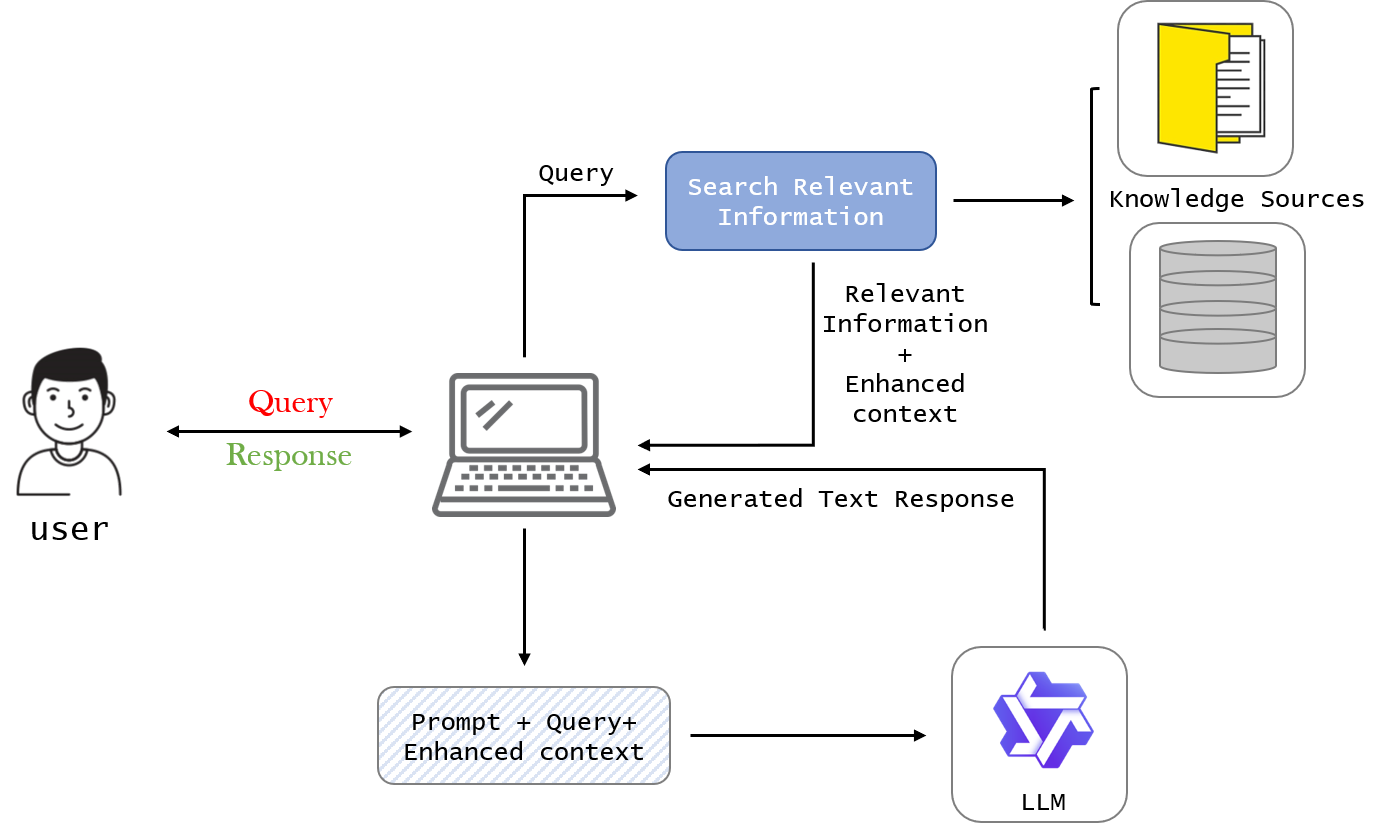 Query
Search Relevant
Information
Knowledge Sources
Relevant
Information
+
Enhanced
context
Query
Response
user
Generated Text Response
Prompt + Query+
Enhanced context
LLM